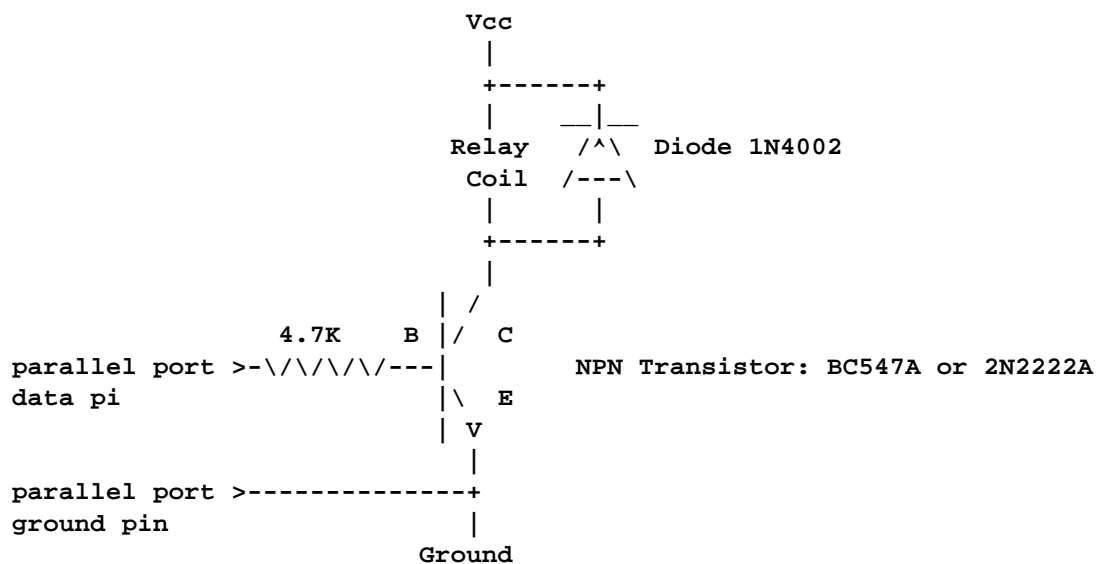 Vcc
Relay Diode 1N4002
Coil
4.7K B C
parallel port NPN Transistor: BC547A or 2N2222A
data pi E
V
parallel port
ground pin
Ground